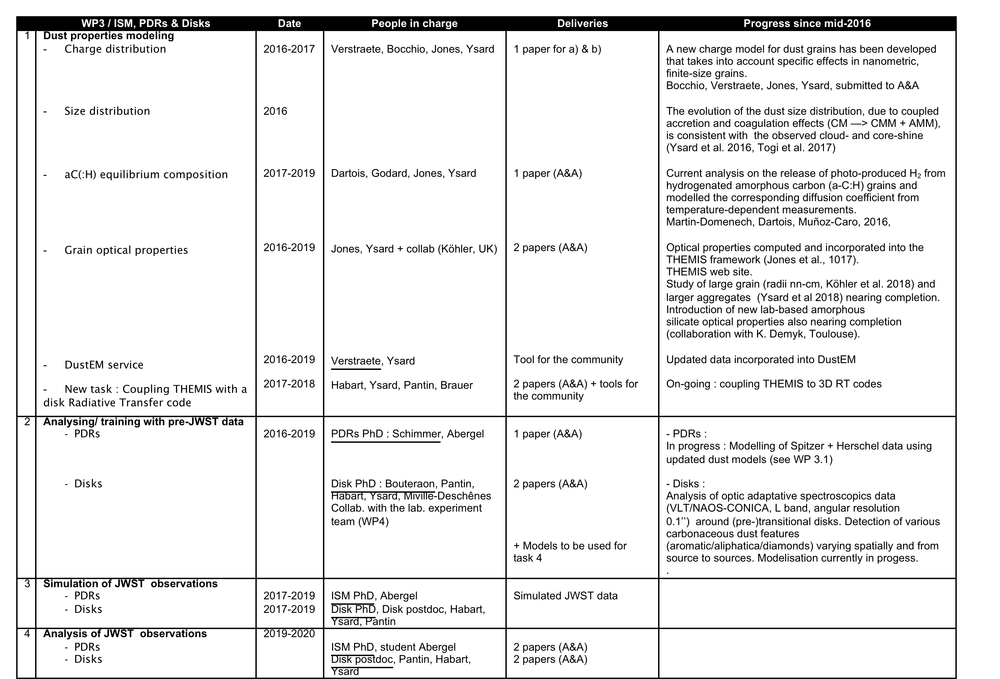 WP3 / ISM, PDRs & Disks Date People in charge Deliveries Progress since mid-2016
1 Dust properties modeling
- Charge distribution 2016-2017 Verstraete, Bocchio, Jones, Ysard 1 paper for a) & b) A new charge model for dust grains has been developed
that takes into account specific effects in nanometric,
finite-size grains.
Bocchio, Verstraete, Jones, Ysard, submitted to A&A
- Size distribution 2016 The evolution of the dust size distribution, due to coupled
accretion and coagulation effects (CM —> CMM + AMM),
is consistent with the observed cloud- and core-shine
(Ysard et al. 2016, Togi et al. 2017)
- aC(:H) equilibrium composition 2017-2019 Dartois, Godard, Jones, Ysard 1 paper (A&A) Current analysis on the release of photo-produced H2 from
hydrogenated amorphous carbon (a-C:H) grains and
modelled the corresponding diffusion coefficient from
temperature-dependent measurements.
Martin-Domenech, Dartois, Muñoz-Caro, 2016,
- Grain optical properties 2016-2019 Jones, Ysard + collab (Köhler, UK) 2 papers (A&A) Optical properties computed and incorporated into the
THEMIS framework (Jones et al., 1017).
THEMIS web site.
Study of large grain (radii nn-cm, Köhler et al. 2018) and
larger aggregates (Ysard et al 2018) nearing completion.
Introduction of new lab-based amorphous
silicate optical properties also nearing completion
(collaboration with K. Demyk, Toulouse).
- DustEM service 2016-2019 Verstraete, Ysard Tool for the community Updated data incorporated into DustEM
- New task : Coupling THEMIS with a 2017-2018 Habart, Ysard, Pantin, Brauer 2 papers (A&A) + tools for On-going : coupling THEMIS to 3D RT codes
disk Radiative Transfer code the community
2 Analysing/ training with pre-JWST data
- PDRs 2016-2019 PDRs PhD : Schimmer, Abergel 1 paper (A&A) - PDRs :
In progress : Modelling of Spitzer + Herschel data using
updated dust models (see WP 3.1)
- Disks Disk PhD : Bouteraon, Pantin, 2 papers (A&A) - Disks :
Habart, Ysard, Miville-Deschênes Analysis of optic adaptative spectroscopics data
Collab. with the lab. experiment (VLT/NAOS-CONICA, L band, angular resolution
team (WP4) 0.1’’) around (pre-)transitional disks. Detection of various
carbonaceous dust features
+ Models to be used for (aromatic/aliphatica/diamonds) varying spatially and from
task 4 source to sources. Modelisation currently in progess.
.
3 Simulation of JWST observations
- PDRs 2017-2019 ISM PhD, Abergel Simulated JWST data
- Disks 2017-2019 Disk PhD, Disk postdoc, Habart,
Ysard, Pantin
4 Analysis of JWST observations 2019-2020
- PDRs ISM PhD, student Abergel 2 papers (A&A)
- Disks Disk postdoc, Pantin, Habart, 2 papers (A&A)
Ysard